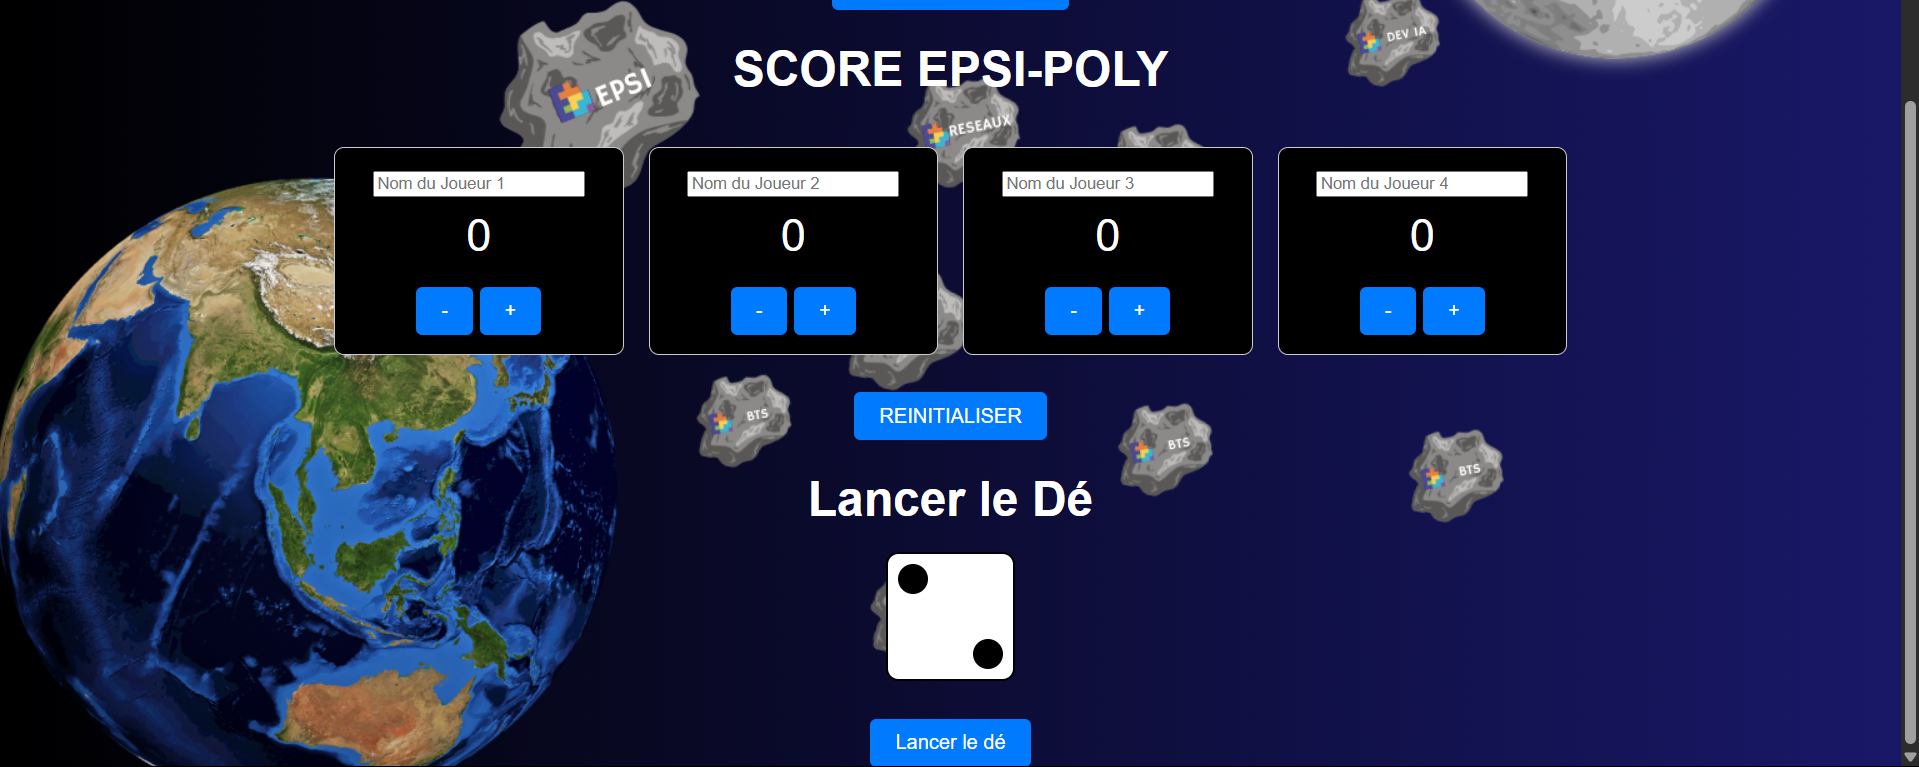 SCORE EPSI-POLY
EPSI
DEV IA
RESEAUX
Nom du Joueur 1
Nom du Joueur 2
Nom du Joueur 3
Nom du Joueur 4
0
0
0
0
- +
- +
- +
- +
BTS
REINITIALISER
BTS
BTS
Lancer le Dé
Lancer le dé